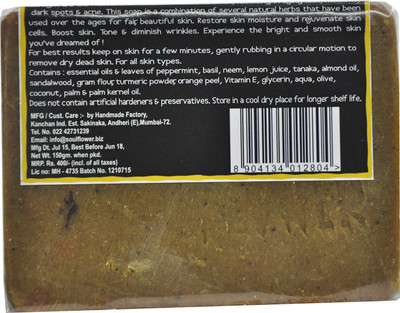 dark spots & acne. This soap is a combination of several natural herbs that have been
used over the ages for fair, beautiful skin. Restore skin moisture and rejuvenate skin
cells. Boost skin. Tone & diminish wrinkles. Experience the bright and smooth skin
you've dreamed of !
For best results keep on skin for a few minutes, gently rubbing in a circular motion to
remove dry dead skin. For all skin types.
Contains : essential oils & leaves of peppermint, basil, neem, lemon juice, tanaka, almond oil,
sandalwood, gram flour, turmeric powder, orange peel, Vitamin E, glycerin, aqua, olive,
coconut, palm & palm kernel oil.
Does not contain artificial hardeners & preservatives. Store in a cool dry place for longer shelf life.
MFG / Cust. Care :- by Handmade Factory,
Kanchan Ind. Est. Sakinaka, Andheri (E),Mumbai-72.
Tel. No. 022 42731239
Email: info@soulflower.biz
Mfg Dt. Jul 15, Best Before Jun 18,
Net Wt. 150gm. when pkd.
MRP. Rs. 400/- (incl. of all taxes)
Lic no: MH - 4735 Batch No. 1210715
8 904134 012804 >